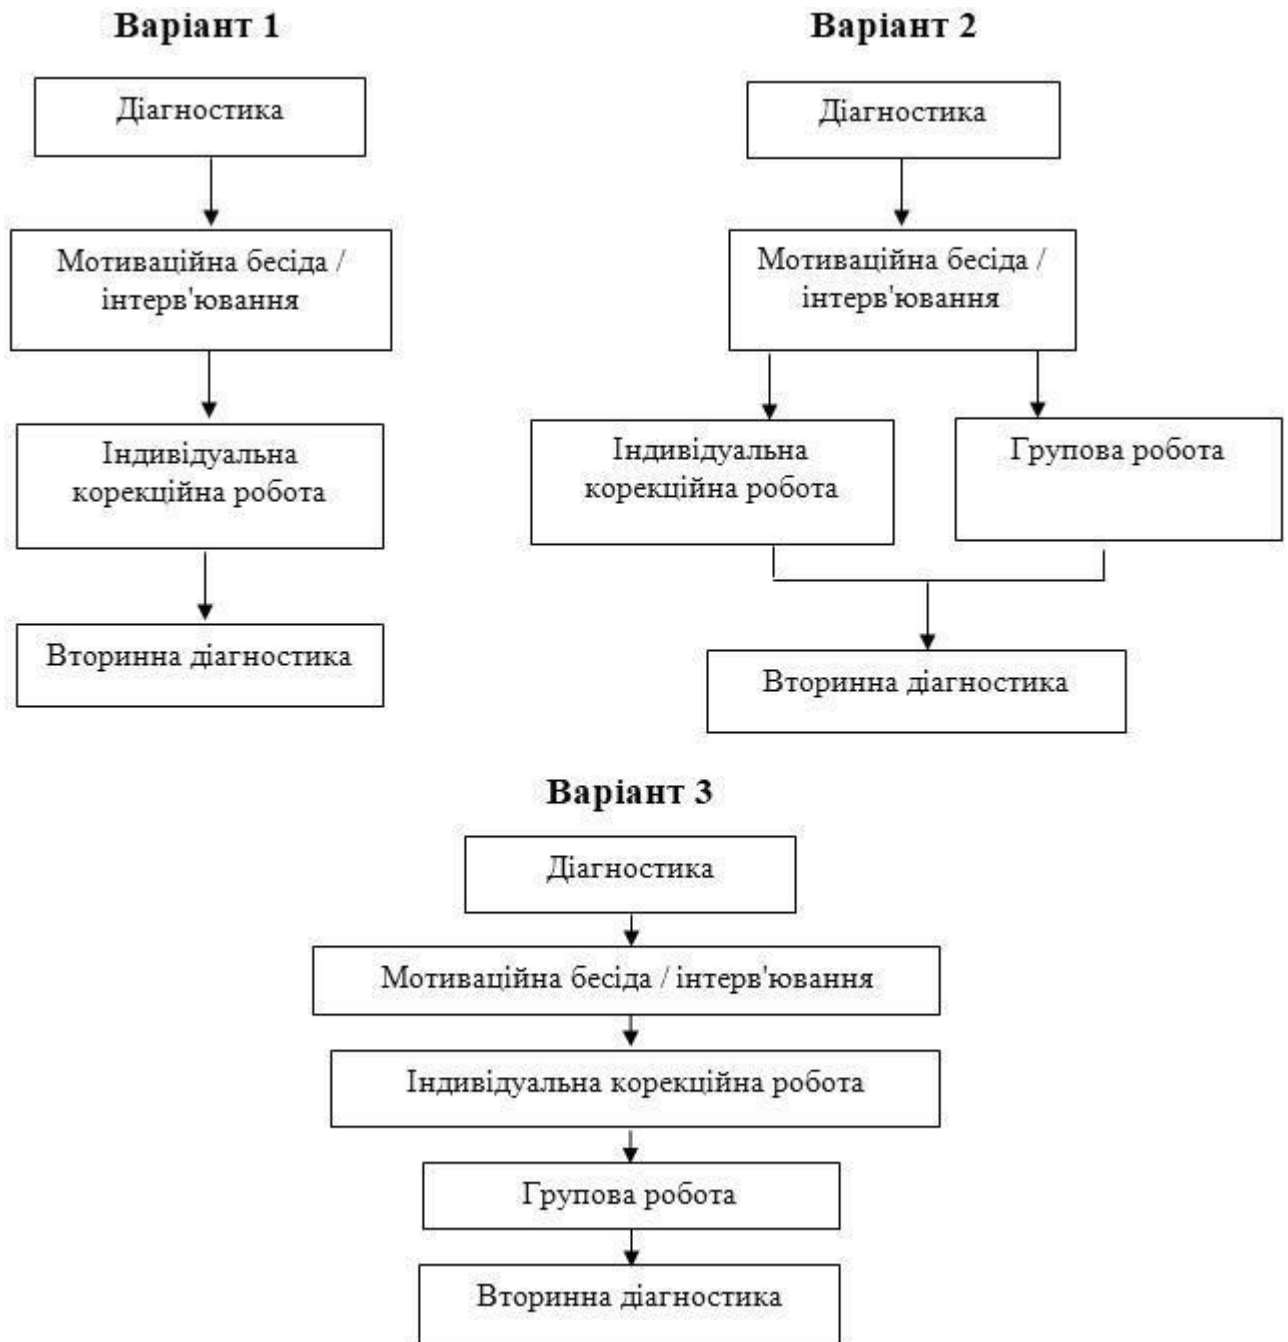 Варіант 1
Діагностика
Мотиваційна бесіда /
інтерв'ювання
Індивідуальна
корекційна робота
Вторинна діагностика
Варіант 2
Діагностика
Мотиваційна бесіда /
інтерв'ювання
Індивідуальна
корекційна робота
Групова робота
Вторинна діагностика
Варіант 3
Діагностика
Мотиваційна бесіда / інтерв'ювання
Індивідуальна корекційна робота
Групова робота
Вторинна діагностика